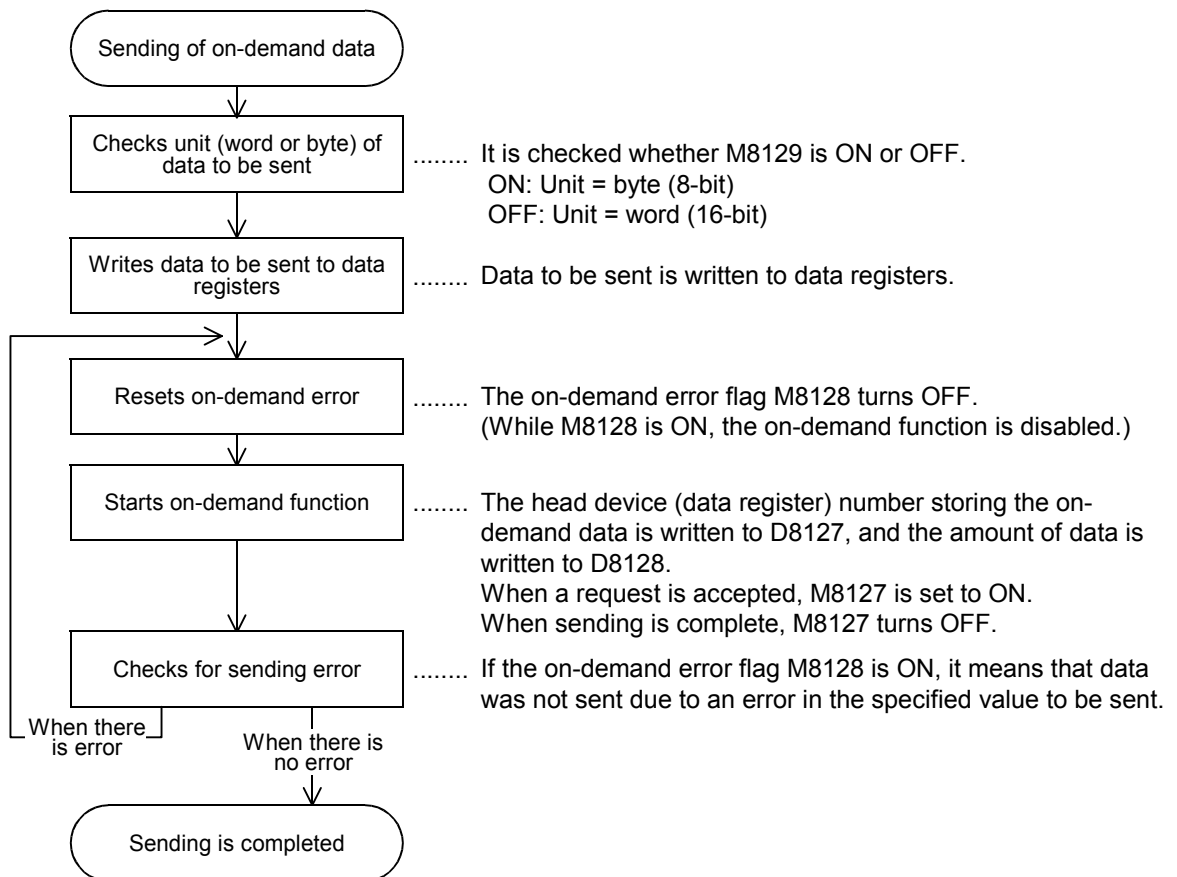 Sending of on-demand data
Checks unit (word or byte) of
data to be sent
........ It is checked whether M8129 is ON or OFF.
ON: Unit = byte (8-bit)
OFF: Unit = word (16-bit)
Writes data to be sent to data
registers
........ Data to be sent is written to data registers.
Resets on-demand error
........ The on-demand error flag M8128 turns OFF.
(While M8128 is ON, the on-demand function is disabled.)
Starts on-demand function
........ The head device (data register) number storing the on-
demand data is written to D8127, and the amount of data is
written to D8128.
When a request is accepted, M8127 is set to ON.
When sending is complete, M8127 turns OFF.
Checks for sending error
........ If the on-demand error flag M8128 is ON, it means that data
was not sent due to an error in the specified value to be sent.
When there
is error
When there is
no error
Sending is completed